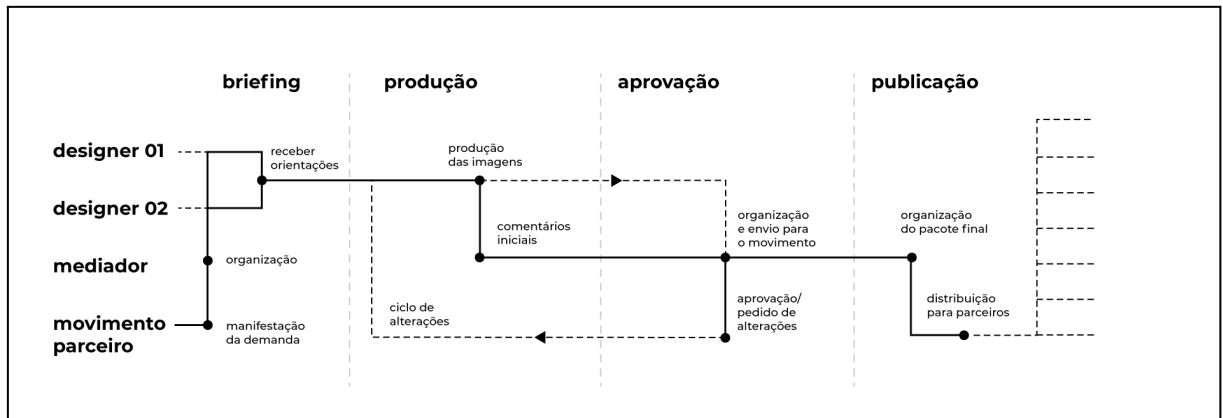 briefing
produção
aprovação
publicação
designer 01
designer 02
mediador
movimento
parceiro
receber
orientações
organização
manifestação
da demanda
produção
das imagens
comentários
iniciais
ciclo de
alterações
organização
e envio para
o movimento
aprovação/
pedido de
alterações
organização
do pacote final
distribuição
para parceiros